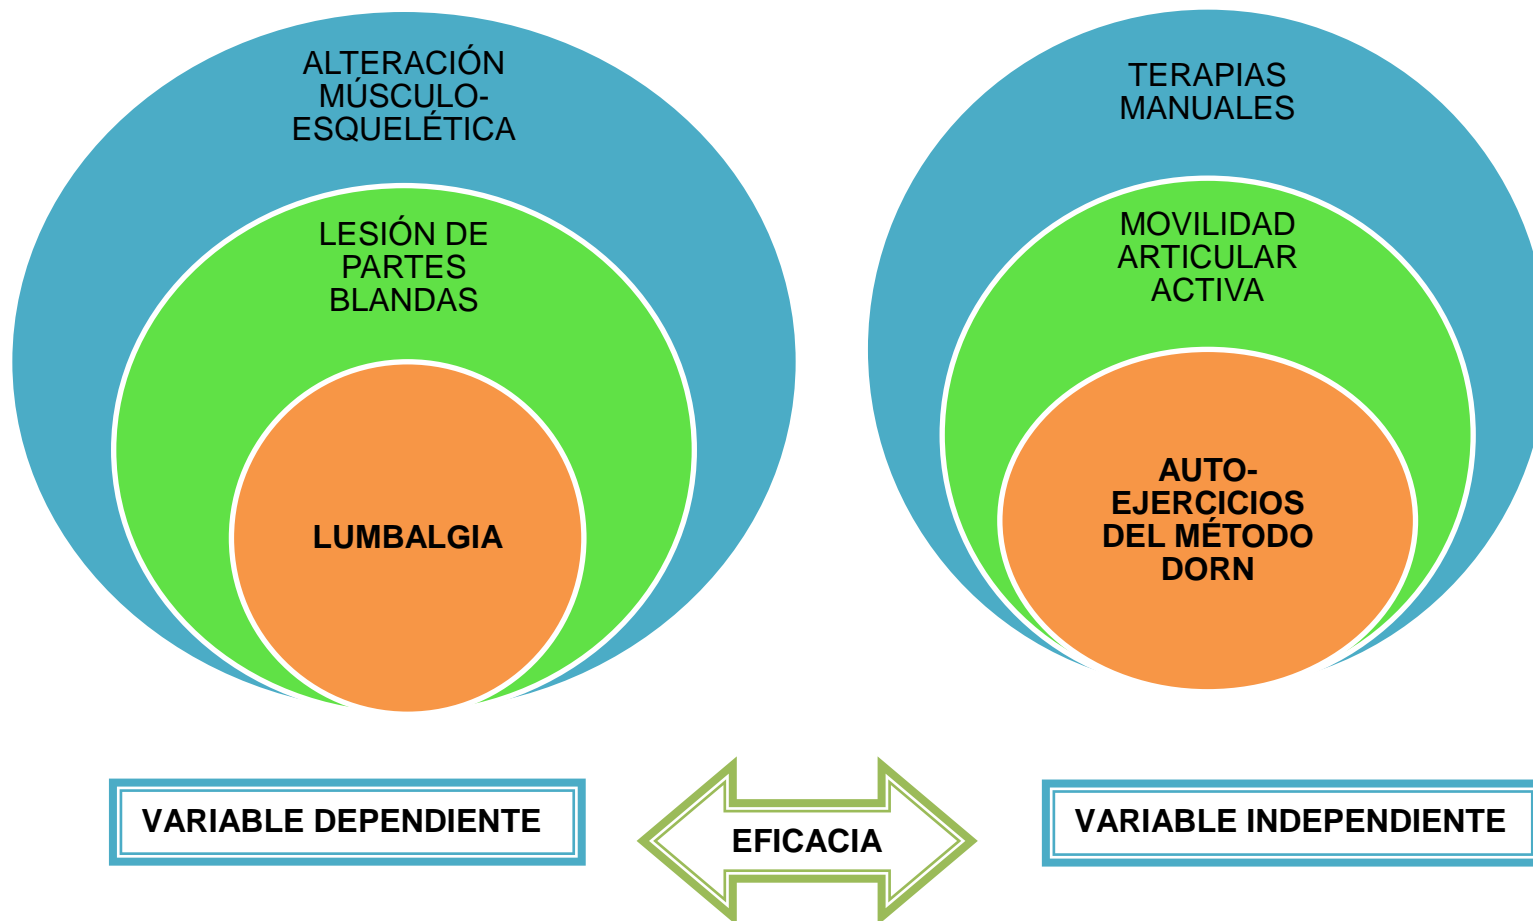 ALTERACIÓN
MÚSCULO-
ESQUELÉTICA
LESIÓN DE
PARTES
BLANDAS
LUMBALGIA
TERAPIAS
MANUALES
MOVILIDAD
ARTICULAR
ACTIVA
AUTO-
EJERCICIOS
DEL MÉTODO
DORN
VARIABLE DEPENDIENTE
EFICACIA
VARIABLE INDEPENDIENTE